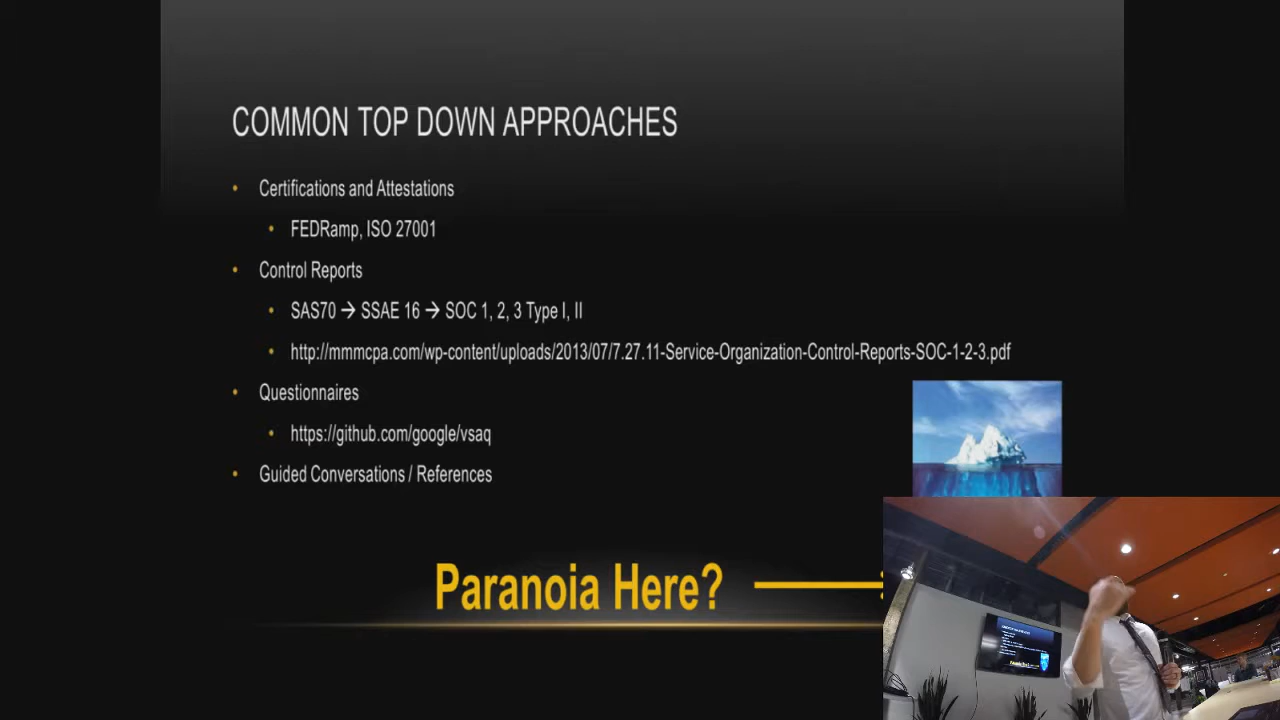 COMMON TOP DOWN APPROACHES
• Certifications and Attestations
• FEDRamp, ISO 27001
• Control Reports
• SAS70 → SSAE 16 → SOC 1, 2, 3 Type I, II
• http://mmmcpa.com/wp-content/uploads/2013/07/7.27.11-Service-Organization-Control-Reports-SOC-1-2-3.pdf
• Questionnaires
• https://github.com/google/vsaq
• Guided Conversations / References
Paranoia Here?